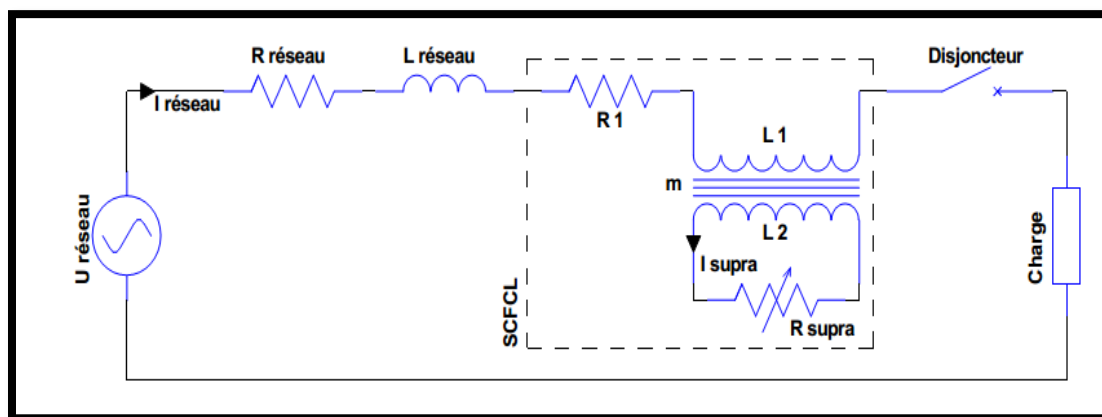 R réseau
L réseau
Disjoncteur
I réseau
R 1
L 1
m
U réseau
L 2
I supra
Charge
R supra
SCFCL